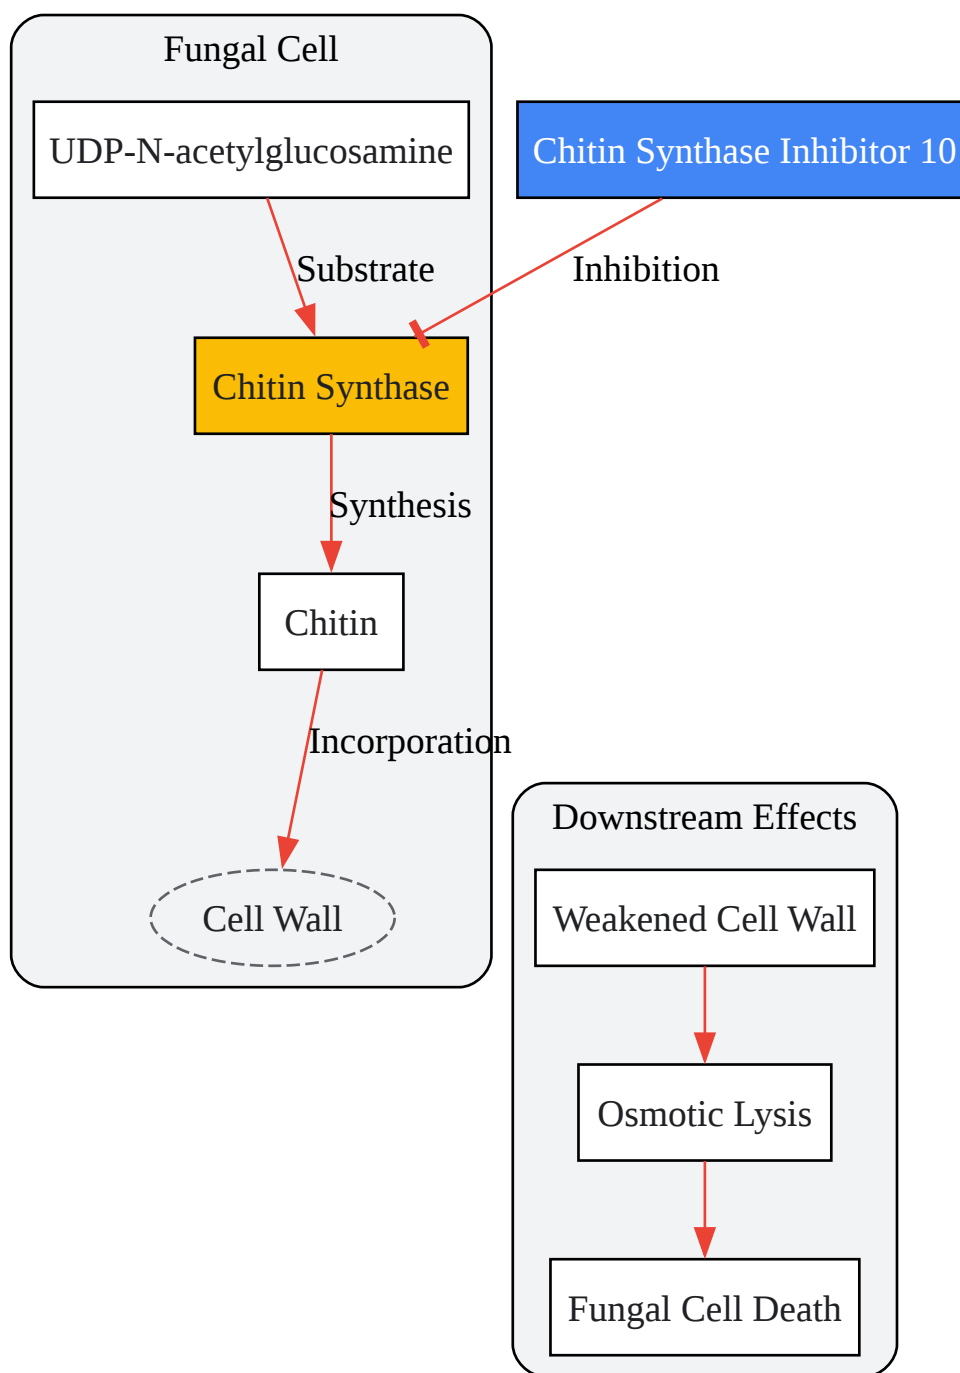 Fungal Cell
UDP-N-acetylglucosamine
Chitin Synthase Inhibitor 10
Substrate
Inhibition
Chitin Synthase
Synthesis
Chitin
Incorporation
Cell Wall
Downstream Effects
Weakened Cell Wall
Osmotic Lysis
Fungal Cell Death